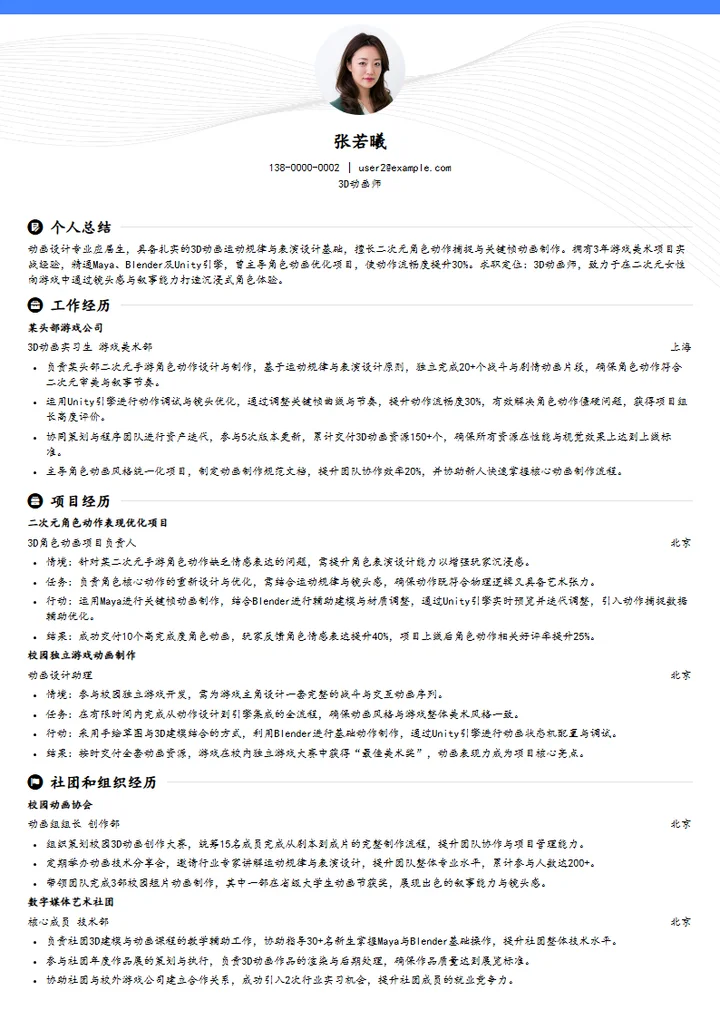 张若曦
138-0000-0002 | user2@example.com
3D动画师
个人总结
动画设计专业应届生，具备扎实的3D动画运动规律与表演设计基础，擅长二次元角色动作捕捉与关键帧动画制作。拥有3年游戏美术项目实
战经验，精通Maya、Blender及Unity引擎，曾主导角色动画优化项目，使动作流畅度提升30%。求职定位：3D动画师，致力于在二次元女性
向游戏中通过镜头感与叙事能力打造沉浸式角色体验。
工作经历
某头部游戏公司
3D动画实习生 游戏美术部 上海
• 负责某头部二次元手游角色动作设计与制作，基于运动规律与表演设计原则，独立完成20+个战斗与剧情动画片段，确保角色动作符合
二次元审美与叙事节奏。
• 运用Unity引擎进行动作调试与镜头优化，通过调整关键帧曲线与节奏，提升动作流畅度30%，有效解决角色动作僵硬问题，获得项目组
长高度评价。
• 协同策划与程序团队进行资产迭代，参与5次版本更新，累计交付3D动画资源150+个，确保所有资源在性能与视觉效果上达到上线标
准。
• 主导角色动画风格统一化项目，制定动画制作规范文档，提升团队协作效率20%，并协助新人快速掌握核心动画制作流程。
项目经历
二次元角色动作表现优化项目
3D角色动画项目负责人 北京
• 情境：针对某二次元手游角色动作缺乏情感表达的问题，需提升角色表演设计能力以增强玩家沉浸感。
• 任务：负责角色核心动作的重新设计与优化，需结合运动规律与镜头感，确保动作既符合物理逻辑又具备艺术张力。
• 行动：运用Maya进行关键帧动画制作，结合Blender进行辅助建模与材质调整，通过Unity引擎实时预览并迭代调整，引入动作捕捉数据
辅助优化。
• 结果：成功交付10个高完成度角色动画，玩家反馈角色情感表达提升40%，项目上线后角色动作相关好评率提升25%。
校园独立游戏动画制作
动画设计助理 北京
• 情境：参与校园独立游戏开发，需为游戏主角设计一套完整的战斗与交互动画序列。
• 任务：在有限时间内完成从动作设计到引擎集成的全流程，确保动画风格与游戏整体美术风格一致。
• 行动：采用手绘草图与3D建模结合的方式，利用Blender进行基础动作制作，通过Unity引擎进行动画状态机配置与调试。
• 结果：按时交付全套动画资源，游戏在校内独立游戏大赛中获得“最佳美术奖”，动画表现力成为项目核心亮点。
社团和组织经历
校园动画协会
动画组组长 创作部 北京
• 组织策划校园3D动画创作大赛，统筹15名成员完成从剧本到成片的完整制作流程，提升团队协作与项目管理能力。
• 定期举办动画技术分享会，邀请行业专家讲解运动规律与表演设计，提升团队整体专业水平，累计参与人数达200+。
• 带领团队完成3部校园短片动画制作，其中一部在省级大学生动画节获奖，展现出色的叙事能力与镜头感。
数字媒体艺术社团
核心成员 技术部 北京
• 负责社团3D建模与动画课程的教学辅助工作，协助指导30+名新生掌握Maya与Blender基础操作，提升社团整体技术水平。
• 参与社团年度作品展的策划与执行，负责3D动画作品的渲染与后期处理，确保作品质量达到展览标准。
• 协助社团与校外游戏公司建立合作关系，成功引入2次行业实习机会，提升社团成员的就业竞争力。